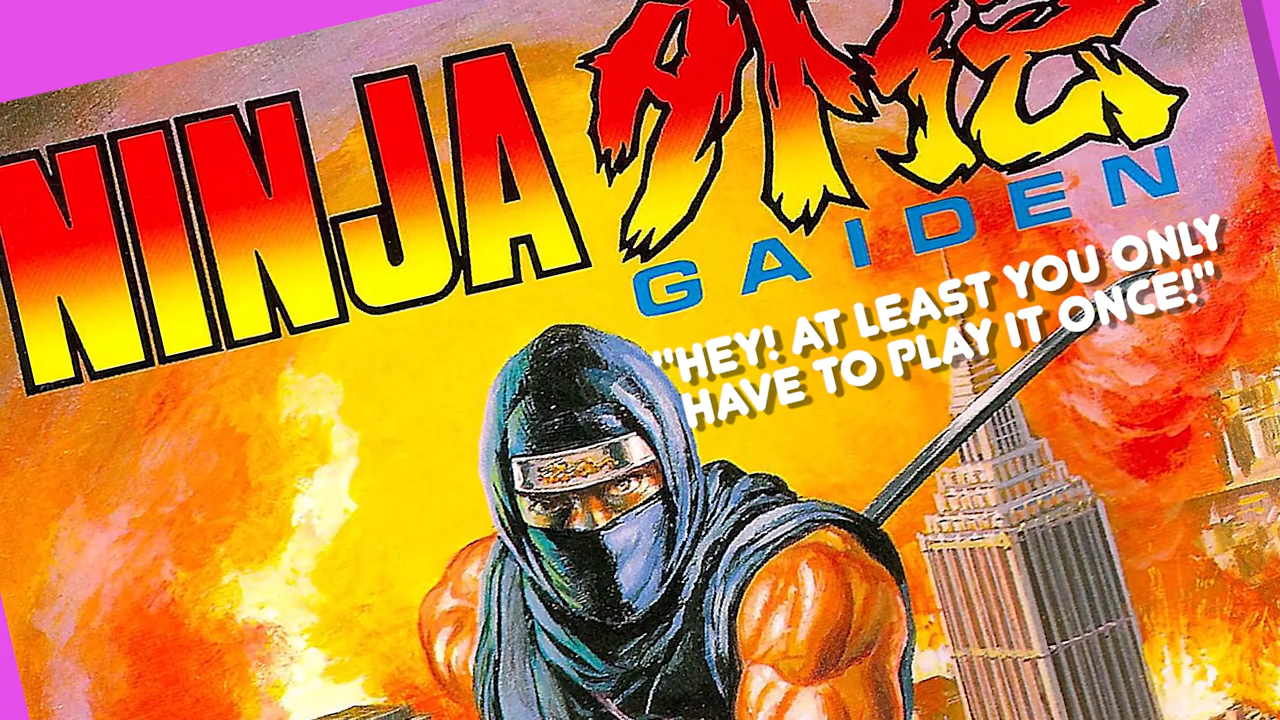 NINJA 外伝
GAIDEN
"HEY! AT LEAST YOU ONLY
HAVE TO PLAY IT ONCE!"